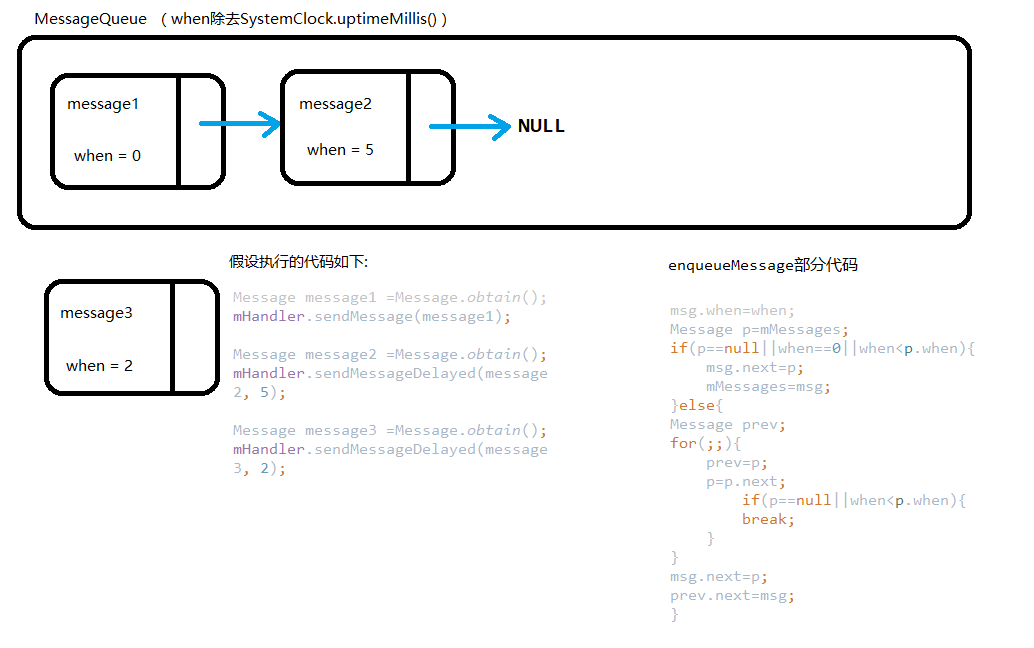 MessageQueue （when除去SystemClock.uptimeMillis()）
message1
when = 0
message2
when = 5
NULL
message3
when = 2
假设执行的代码如下:
Message message1 =Message.obtain();
mHandler.sendMessage(message1);
Message message2 =Message.obtain();
mHandler.sendMessageDelayed(message
2, 5);
Message message3 =Message.obtain();
mHandler.sendMessageDelayed(message
3, 2);
enqueueMessage部分代码
msg.when=when;
Message p=mMessages;
if(p==null||when==0||when<p.when){
msg.next=p;
mMessages=msg;
}else{
Message prev;
for(;;){
prev=p;
p=p.next;
if(p==null||when<p.when){
break;
}
}
msg.next=p;
prev.next=msg;
}